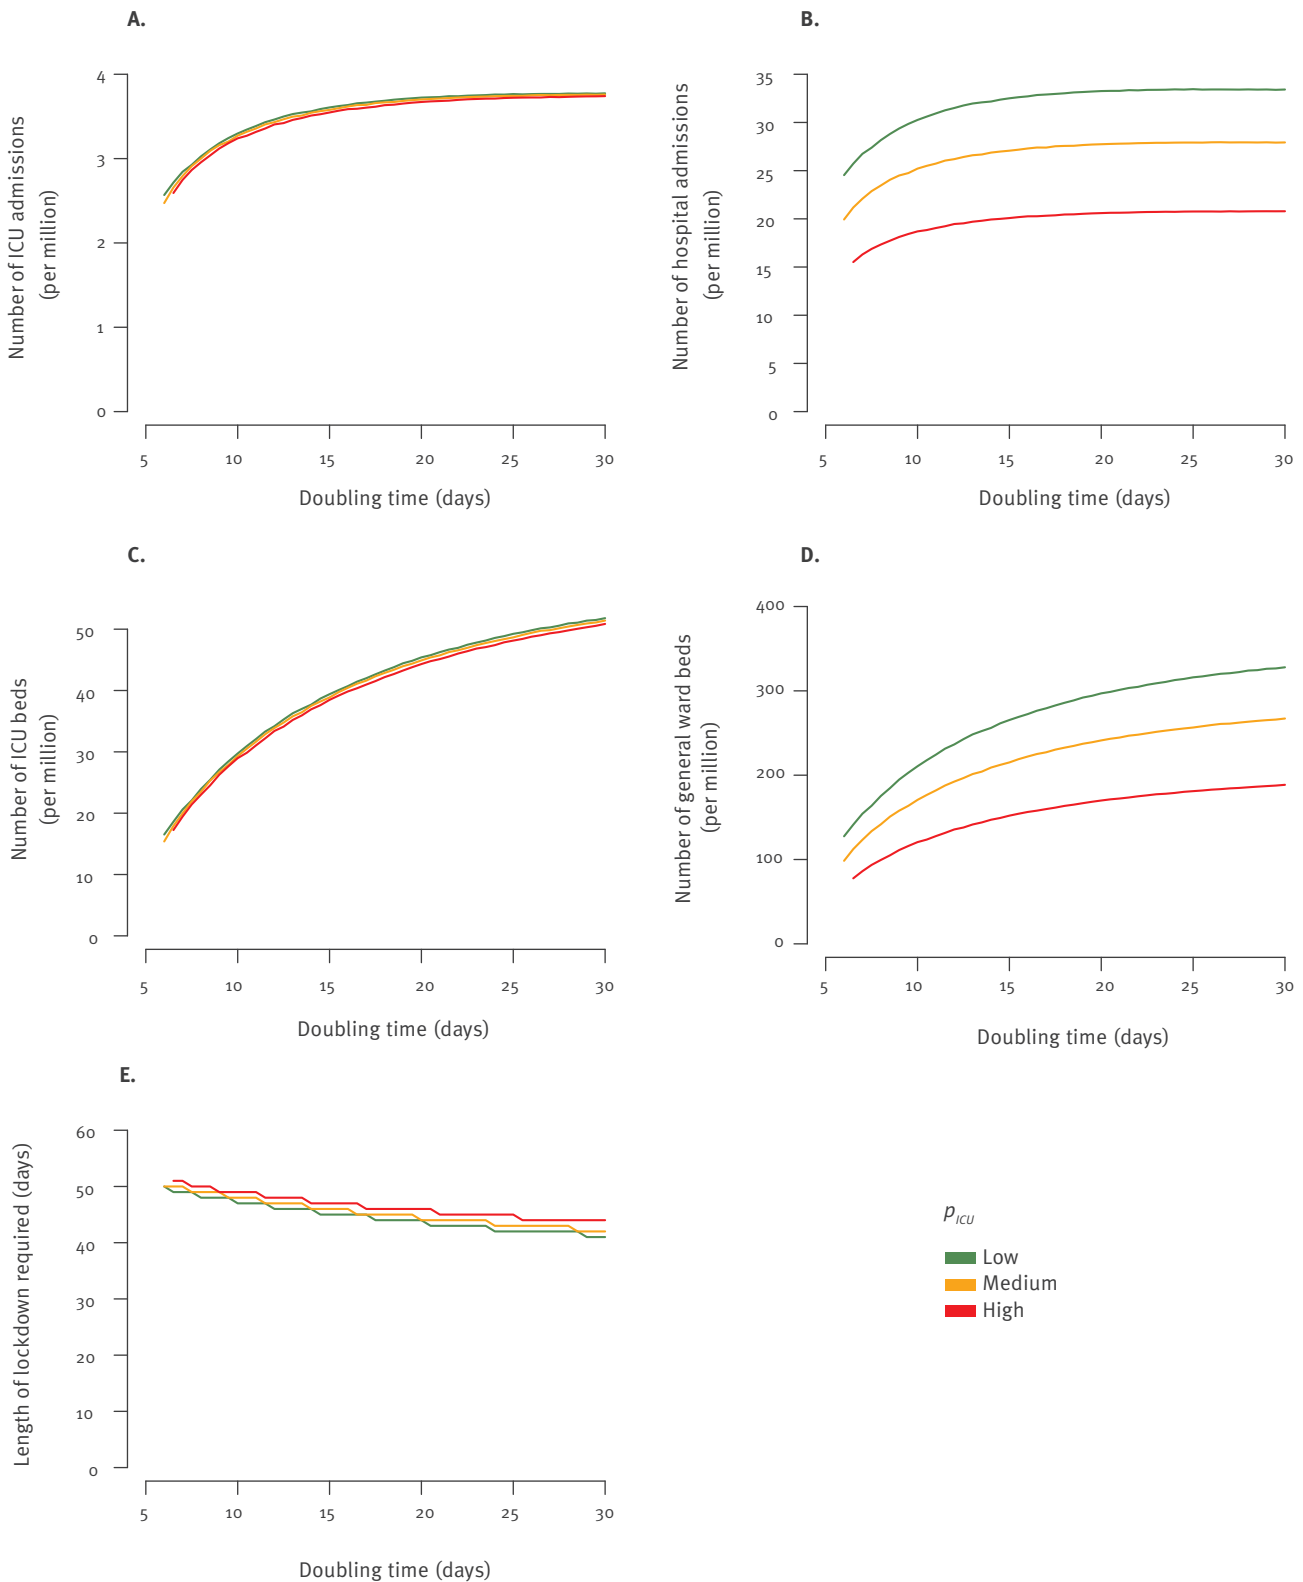 A.
Number of ICU admissions
(per million)
4
3
2
1
0
5 10 15 20 25 30
Doubling time (days)
B.
Number of hospital admissions
(per million)
35
30
25
20
15
10
5
0
5 10 15 20 25 30
Doubling time (days)
C.
Number of ICU beds
(per million)
50
40
30
20
10
0
5 10 15 20 25 30
Doubling time (days)
D.
Number of general ward beds
(per million)
400
300
200
100
0
5 10 15 20 25 30
Doubling time (days)
E.
Length of lockdown required (days)
60
50
40
30
20
10
0
5 10 15 20 25 30
Doubling time (days)
pICU
Low
Medium
High